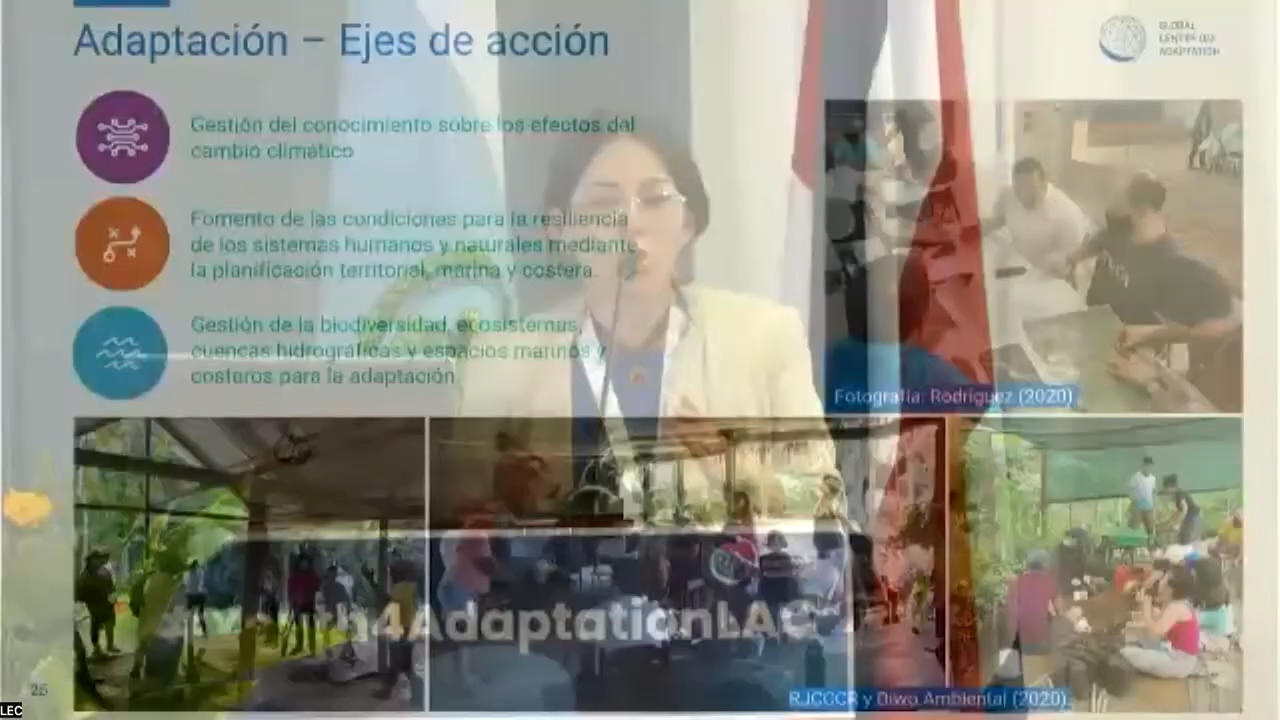 Adaptación – Ejes de acción
GLOBAL
CENTER ON
ADAPTATION
Gestión del conocimiento sobre los efectos del
cambio climático
Fomento de las condiciones para la resiliencia
de los sistemas humanos y naturales mediante
la planificación territorial, marina y costera.
Gestión de la biodiversidad, ecosistemas,
cuencas hidrográficas y espacios marinos y
costeros para la adaptación
Fotografía: Rodríguez (2020)
th4AdaptationLAC
RJCCCR y Diwo Ambiental (2020)
25
LEC